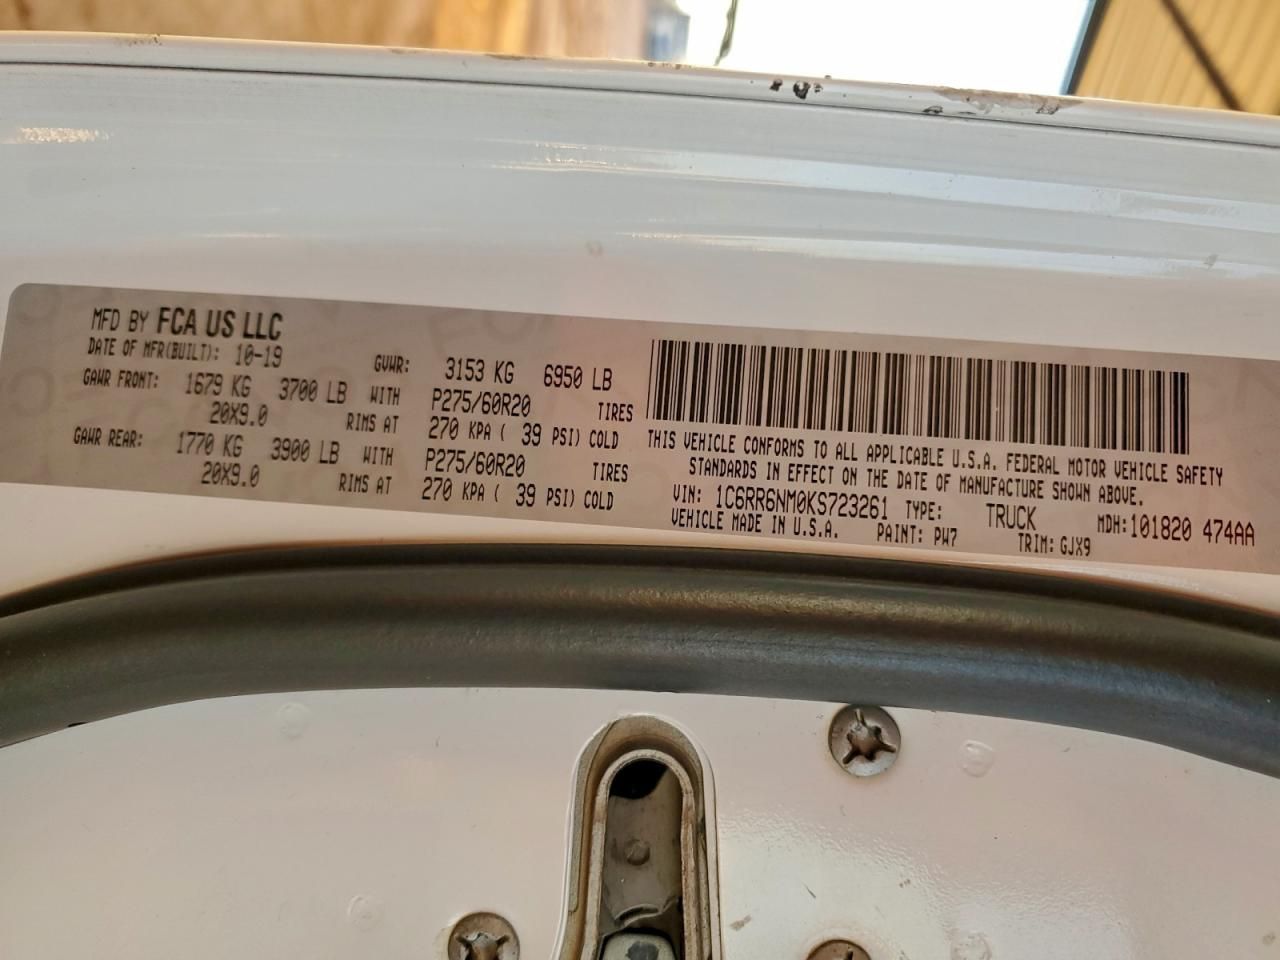 MFD BY FCA US LLC
DATE OF MFR(BUILT): 10-19 GVWR: 3153 KG 6950 LB
GAWR FRONT: 1679 KG 3700 LB WITH P275/60R20 TIRES
20X9.0 RIMS AT 270 KPA ( 39 PSI) COLD
GAWR REAR: 1770 KG 3900 LB WITH P275/60R20 TIRES
20X9.0 RIMS AT 270 KPA ( 39 PSI) COLD
THIS VEHICLE CONFORMS TO ALL APPLICABLE U.S.A. FEDERAL MOTOR VEHICLE SAFETY
STANDARDS IN EFFECT ON THE DATE OF MANUFACTURE SHOWN ABOVE.
VIN: 1C6RR6NM0KS723261 TYPE: TRUCK MDH:101820 474AA
VEHICLE MADE IN U.S.A. PAINT: PW7 TRIM: GJX9